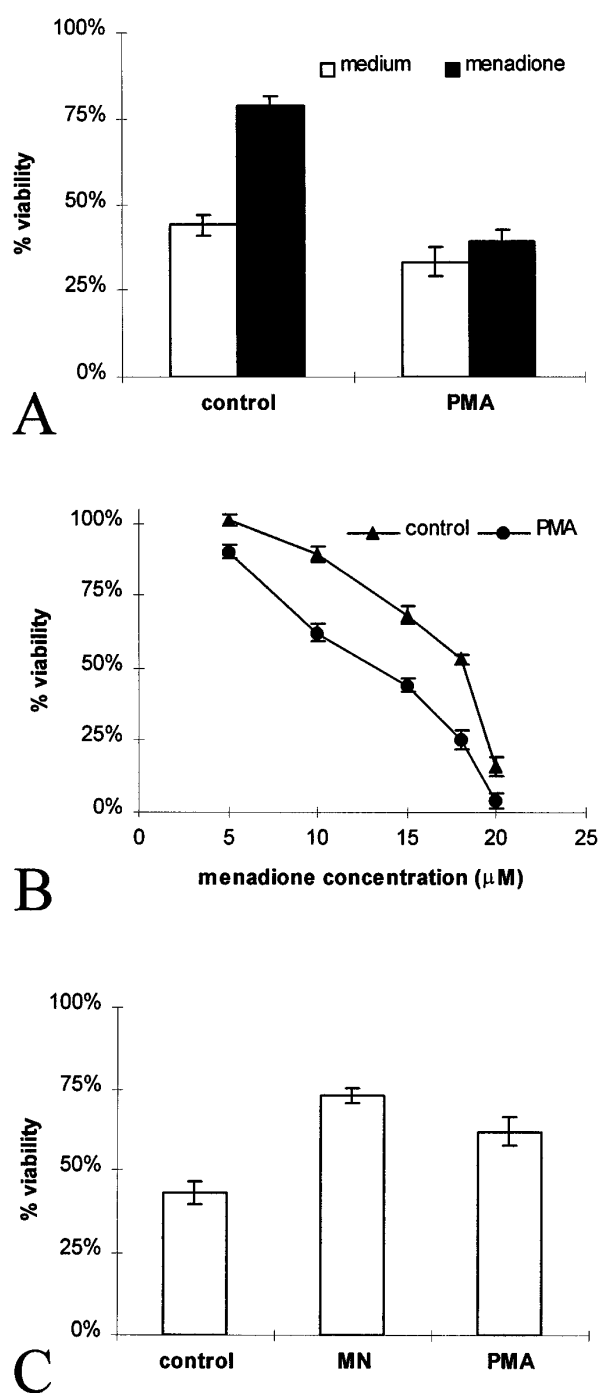 100%
medium menadione
75%
50%
25%
0%
% viability
control PMA
A
100%
control PMA
75%
50%
25%
0%
% viability
0 5 10 15 20 25
menadione concentration (μM)
B
100%
75%
50%
25%
0%
% viability
control MN PMA
C